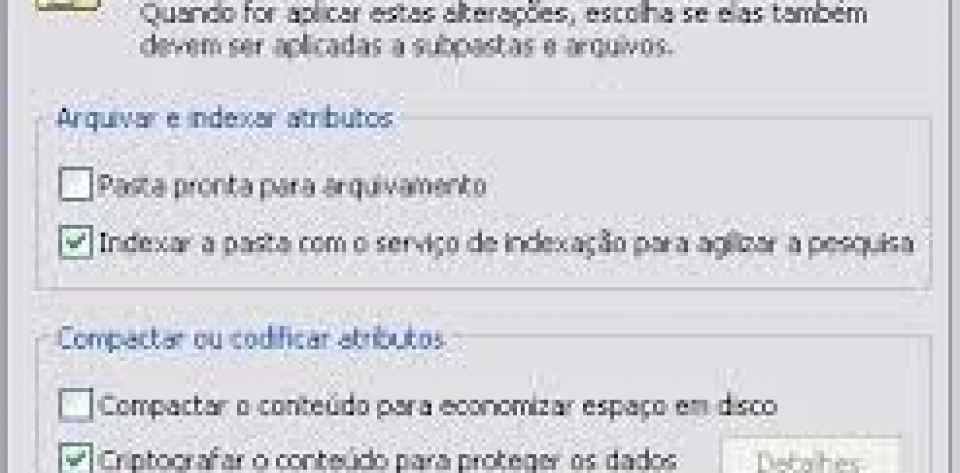 Quando for aplicar estas alterações, escolha se elas também
devem ser aplicadas a subpastas e arquivos.
Arquivar e indexar atributos
Pasta pronta para arquivamento
Indexar a pasta com o serviço de indexação para agilizar a pesquisa
Compactar ou codificar atributos
Compactar o conteúdo para economizar espaço em disco
Criptografar o conteúdo para proteger os dados
Detalhes